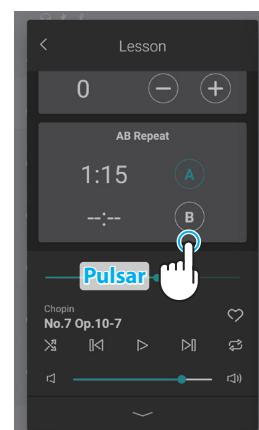 Lesson
0
AB Repeat
1:15 A
--:-- B
Pulsar
Chopin
No.7 Op.10-7